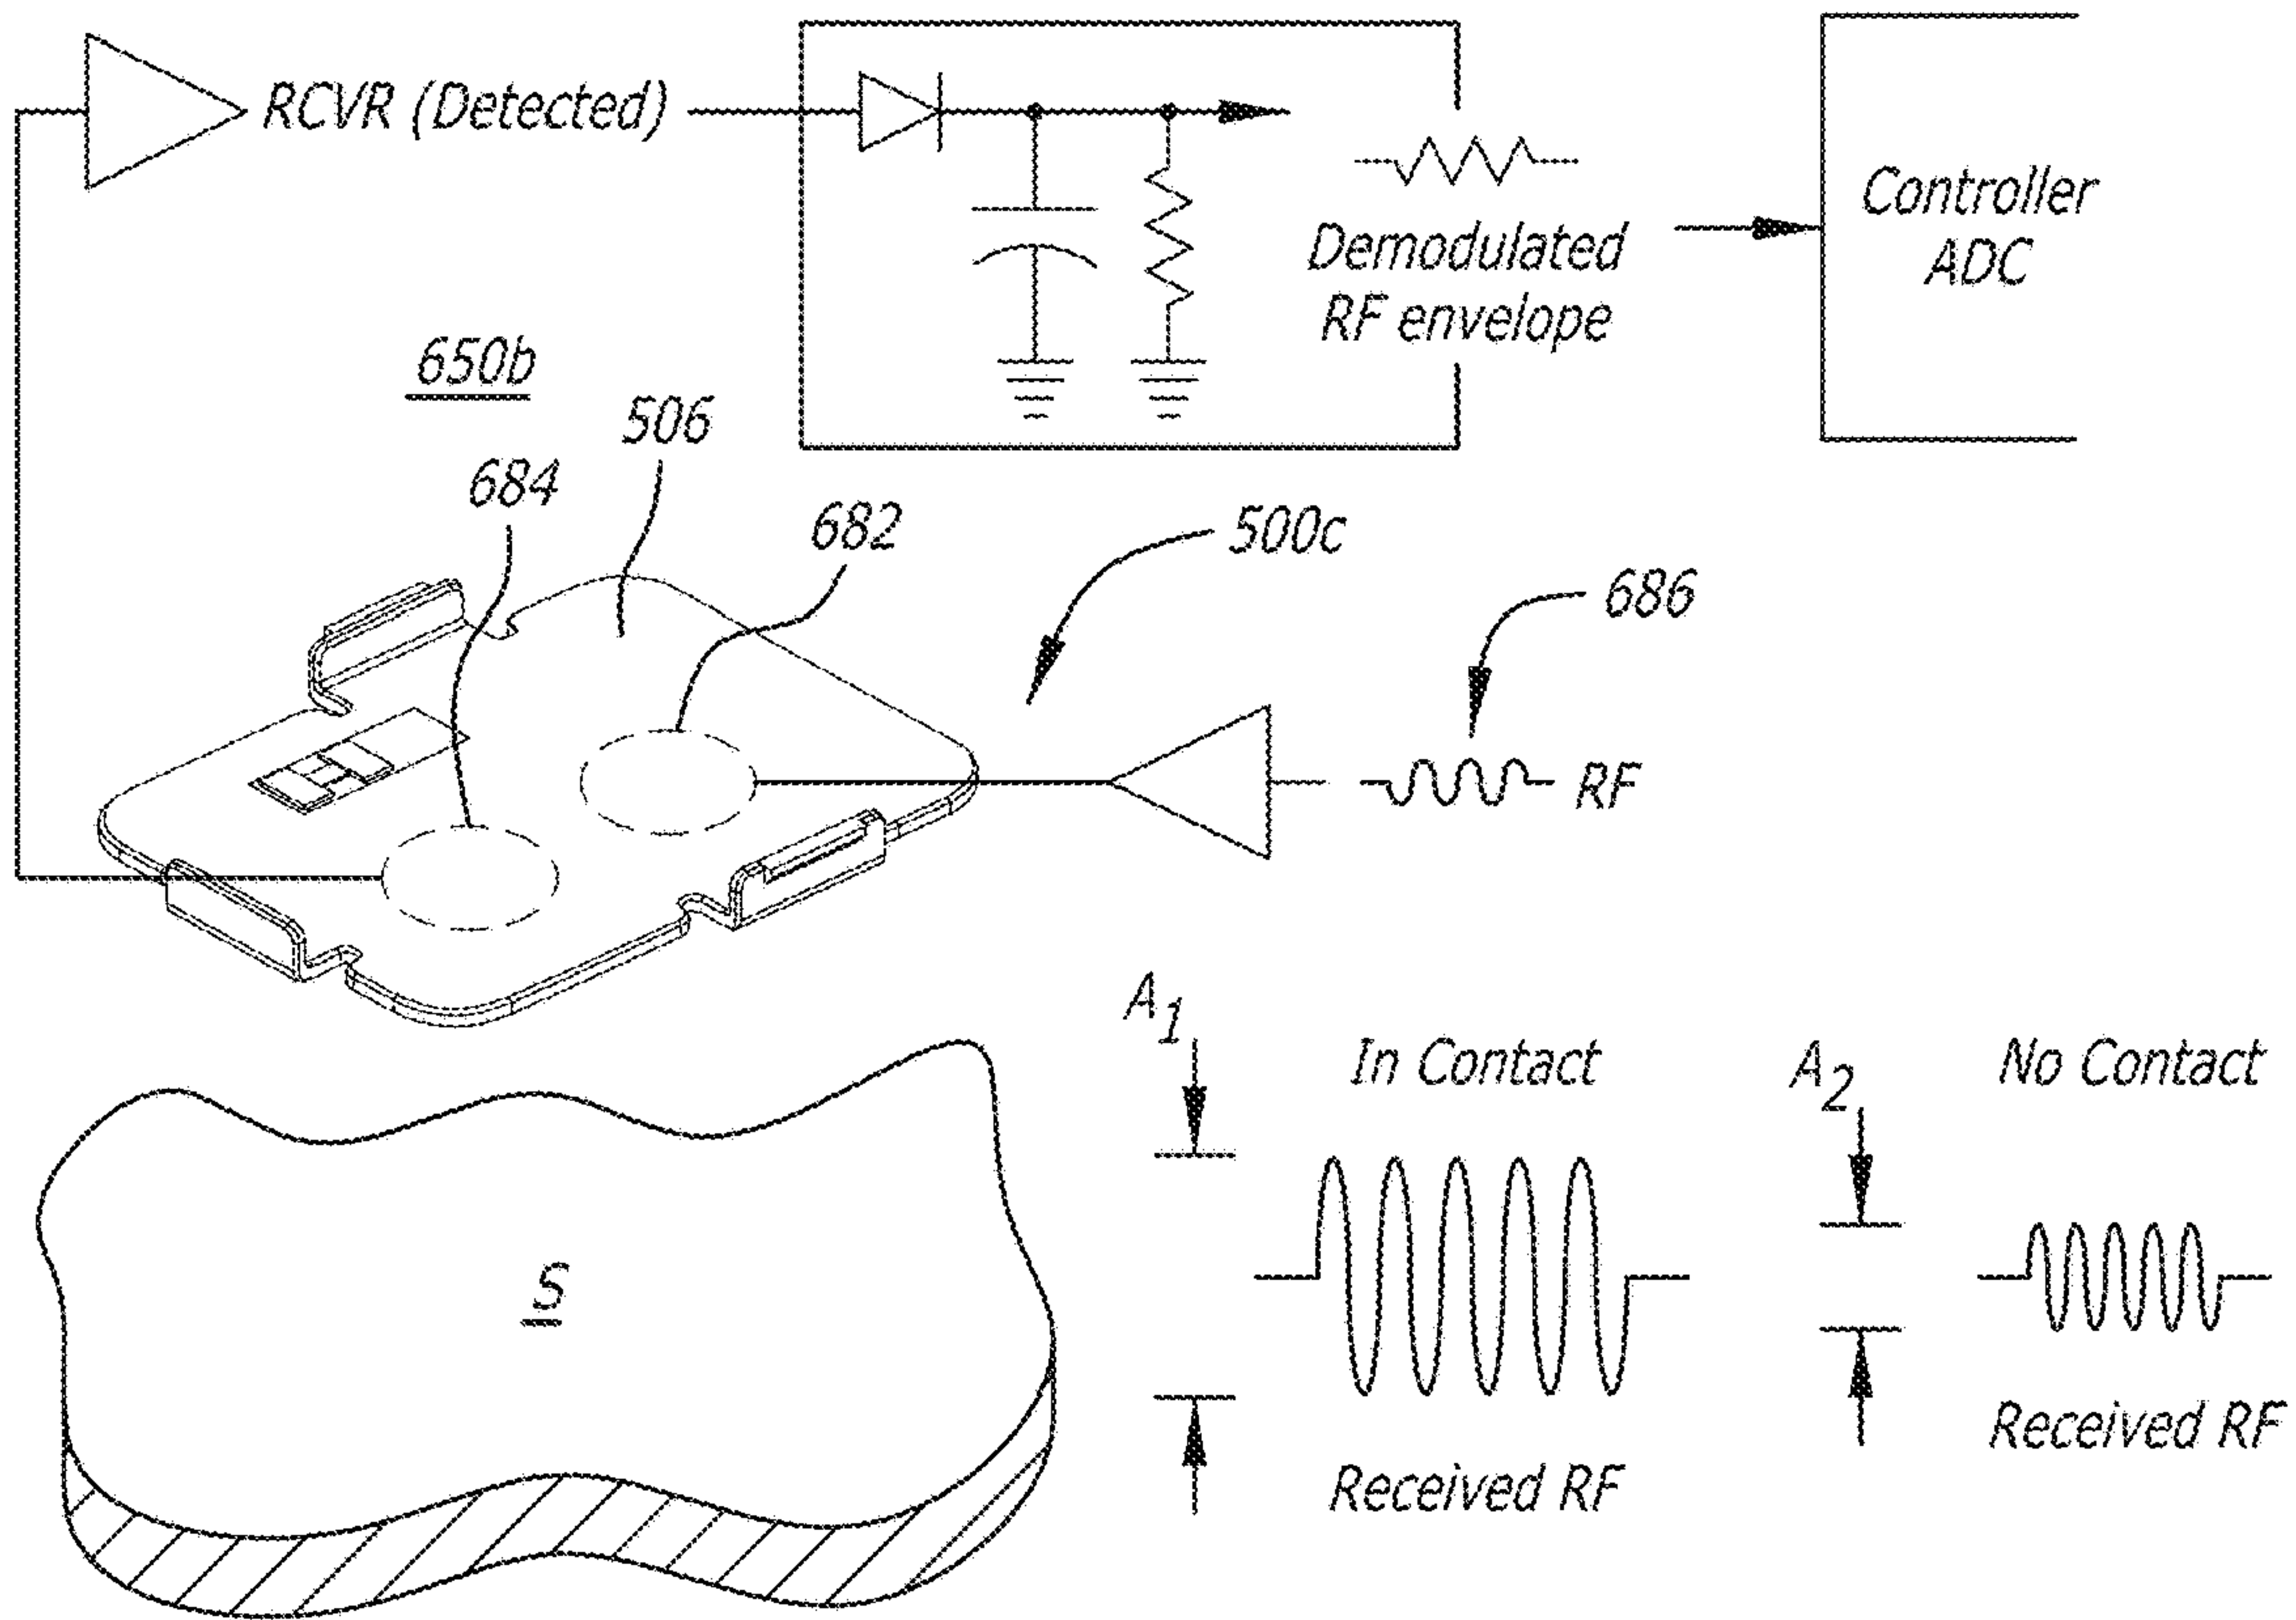 RCVR (Detected)
Demodulated
RF envelope
Controller
ADC
650b
506
684
682
500c
686
RF
A1
In Contact
A2
No Contact
S
Received RF
Received RF